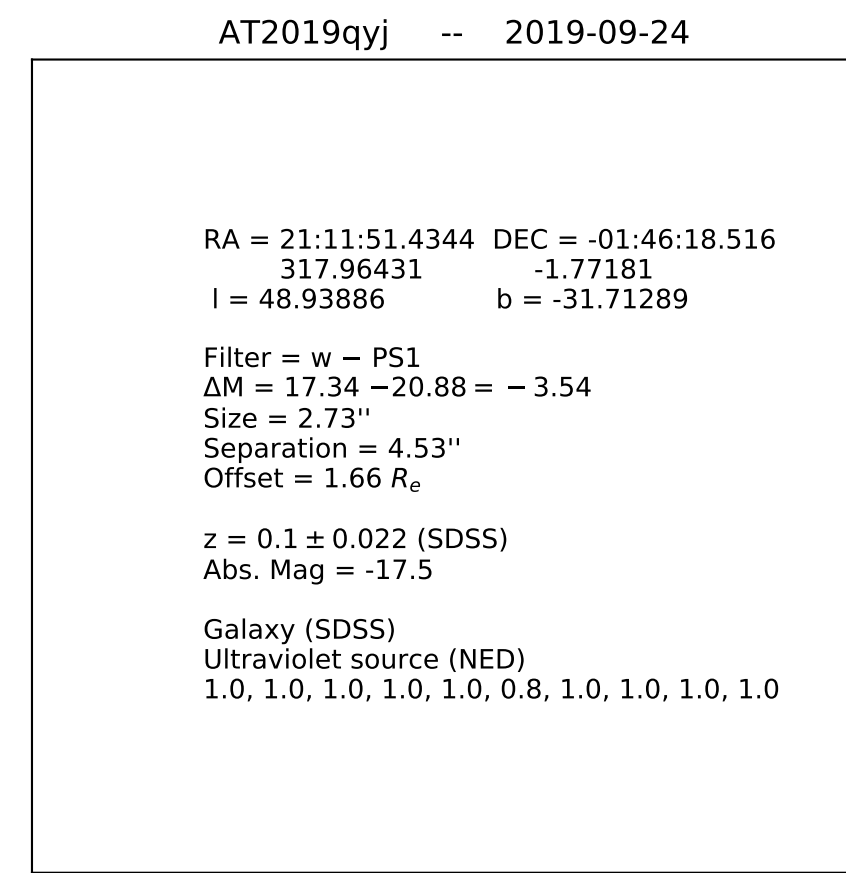 AT2019qyj -- 2019-09-24
RA = 21:11:51.4344 DEC = -01:46:18.516
317.96431 -1.77181
l = 48.93886 b = -31.71289
Filter = w − PS1
ΔM = 17.34 −20.88 = − 3.54
Size = 2.73''
Separation = 4.53''
Offset = 1.66 Rₑ
z = 0.1 ± 0.022 (SDSS)
Abs. Mag = -17.5
Galaxy (SDSS)
Ultraviolet source (NED)
1.0, 1.0, 1.0, 1.0, 1.0, 0.8, 1.0, 1.0, 1.0, 1.0